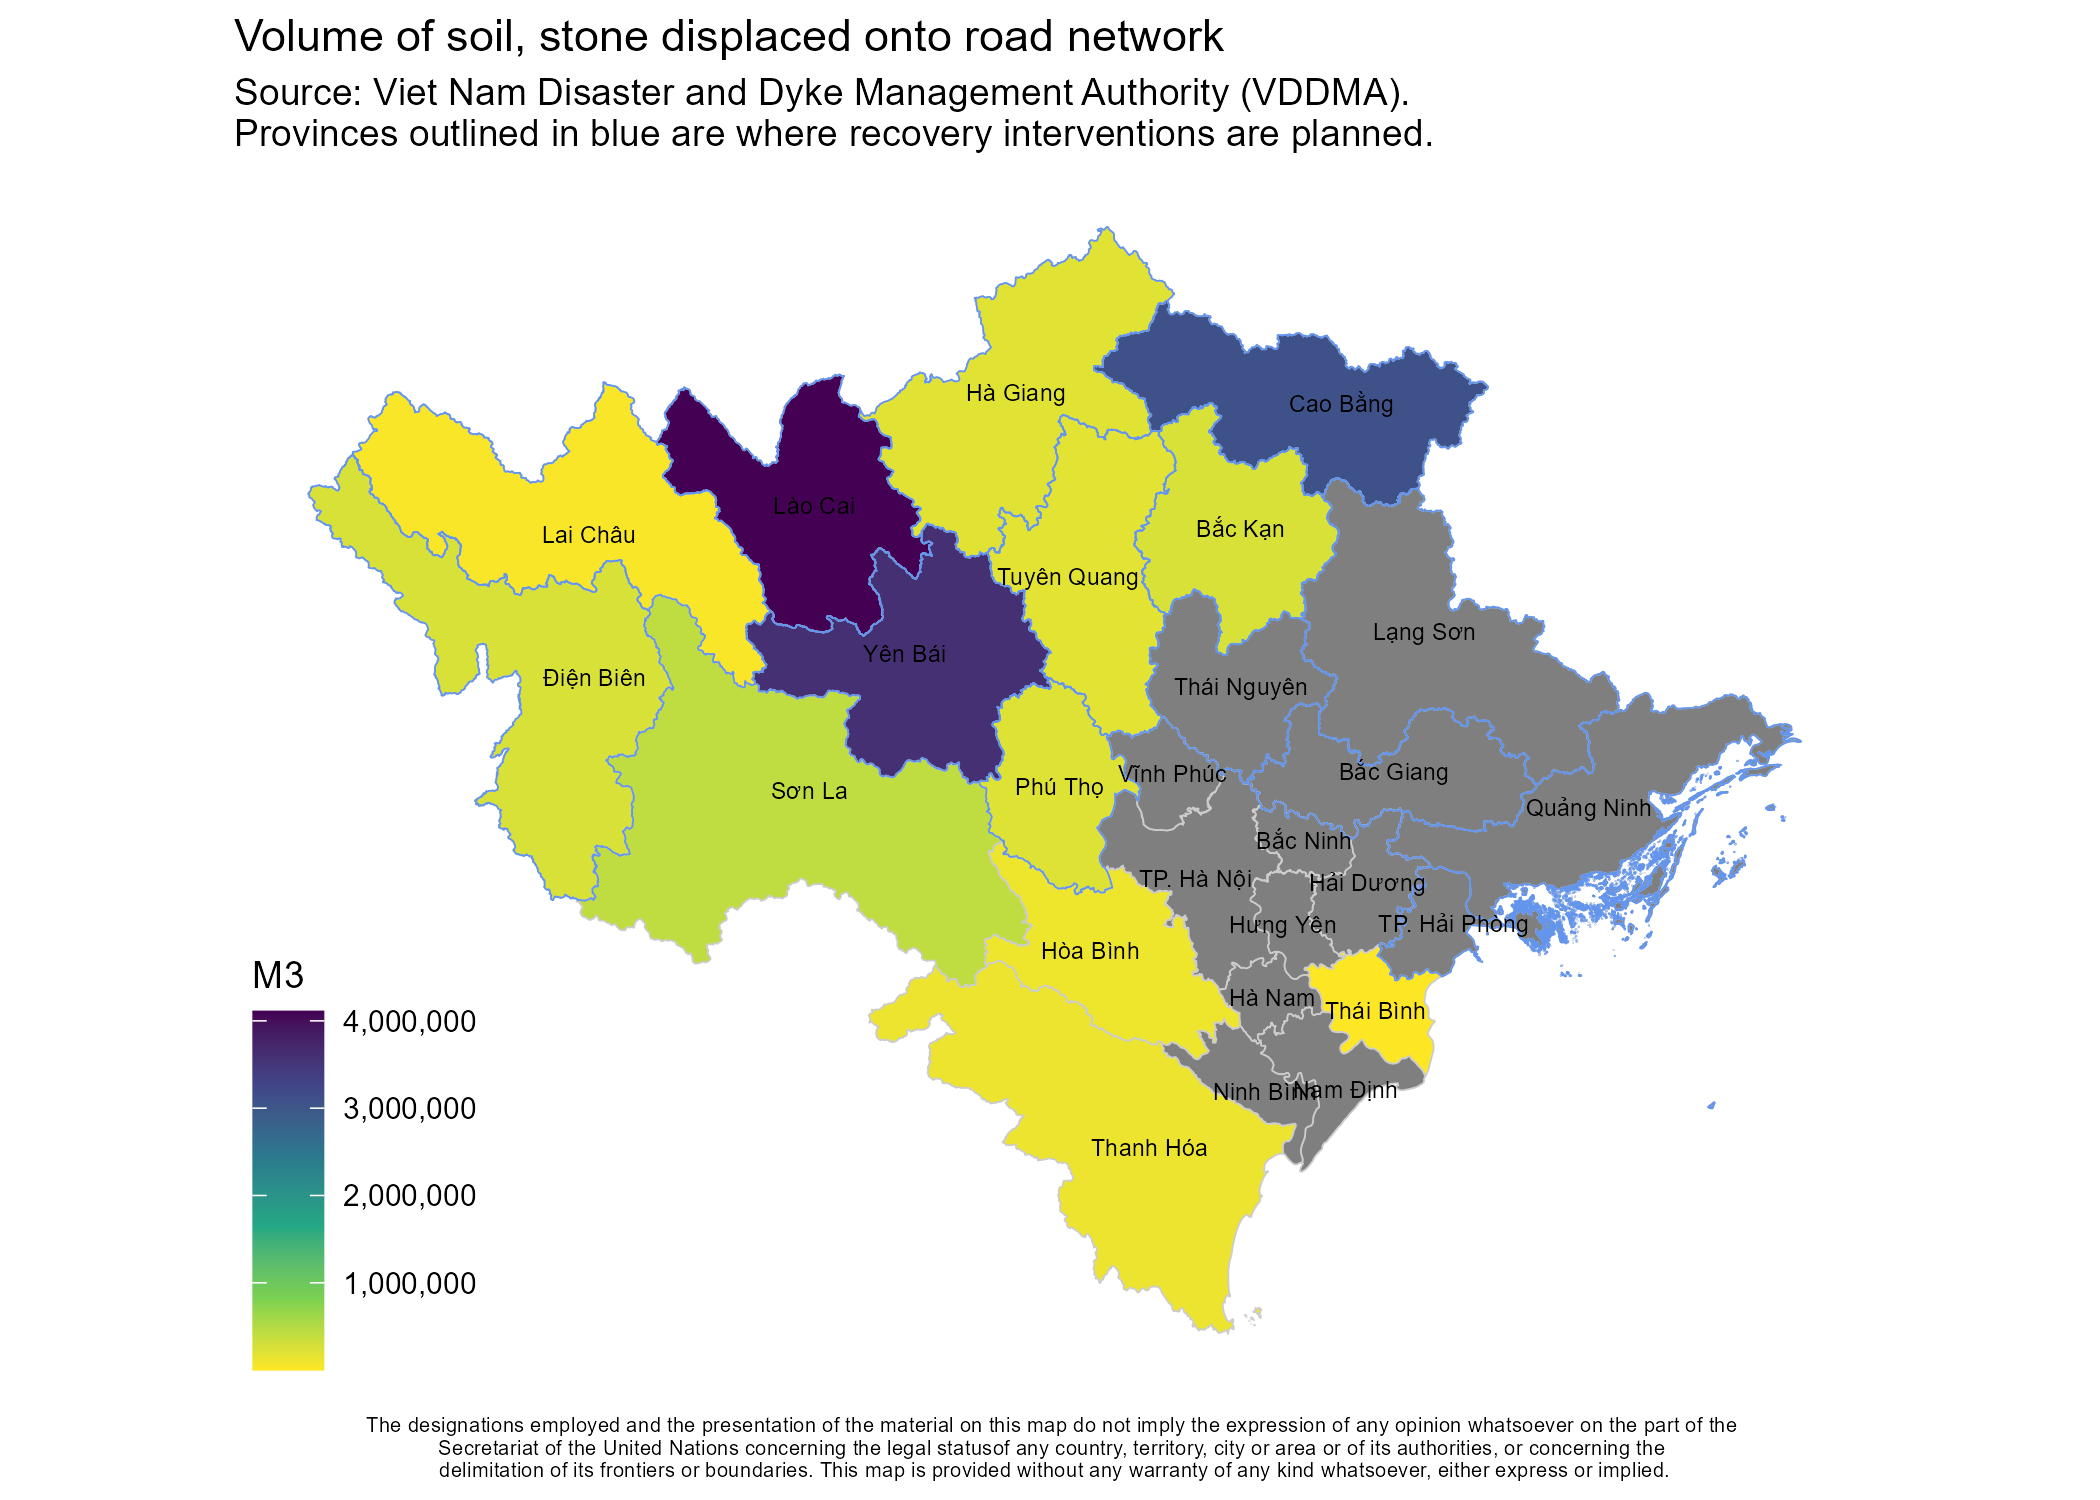 Volume of soil, stone displaced onto road network
Source: Viet Nam Disaster and Dyke Management Authority (VDDMA).
Provinces outlined in blue are where recovery interventions are planned.
Hà Giang
Cao Bằng
Lào Cai
Lai Châu
Bắc Kạn
Tuyên Quang
Lạng Sơn
Yên Bái
Điện Biên
Thái Nguyên
Vĩnh Phúc
Bắc Giang
Sơn La
Phú Thọ
Quảng Ninh
Bắc Ninh
TP. Hà Nội
Hải Dương
Hưng Yên
TP. Hải Phòng
Hòa Bình
Hà Nam
Thái Bình
Ninh Bình
Nam Định
Thanh Hóa
M3
4,000,000
3,000,000
2,000,000
1,000,000
The designations employed and the presentation of the material on this map do not imply the expression of any opinion whatsoever on the part of the
Secretariat of the United Nations concerning the legal statusof any country, territory, city or area or of its authorities, or concerning the
delimitation of its frontiers or boundaries. This map is provided without any warranty of any kind whatsoever, either express or implied.